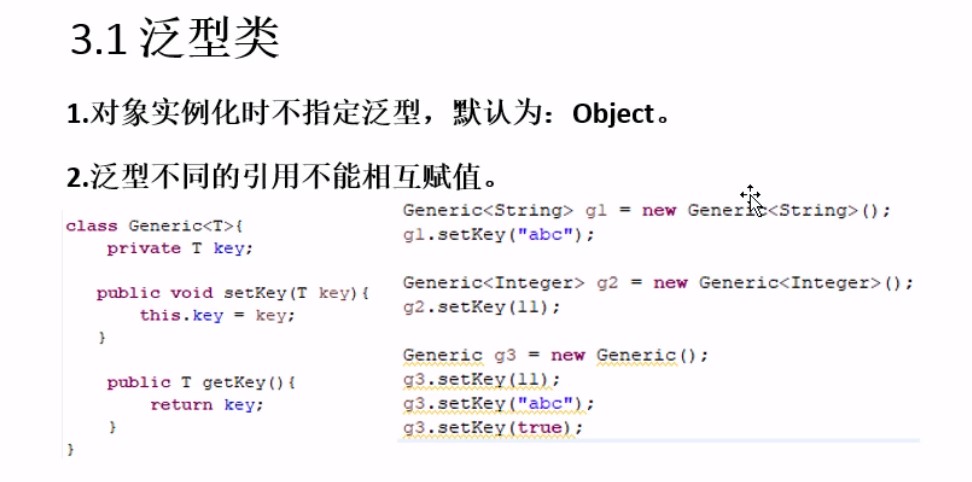 3.1 泛型类
1.对象实例化时不指定泛型，默认为：Object。
2.泛型不同的引用不能相互赋值。
class Generic<T>{
private T key;
public void setKey(T key){
this.key = key;
}
public T getKey(){
return key;
}
}
Generic<String> g1 = new Generic<String>();
g1.setKey("abc");
Generic<Integer> g2 = new Generic<Integer>();
g2.setKey(11);
Generic g3 = new Generic();
g3.setKey(11);
g3.setKey("abc");
g3.setKey(true);